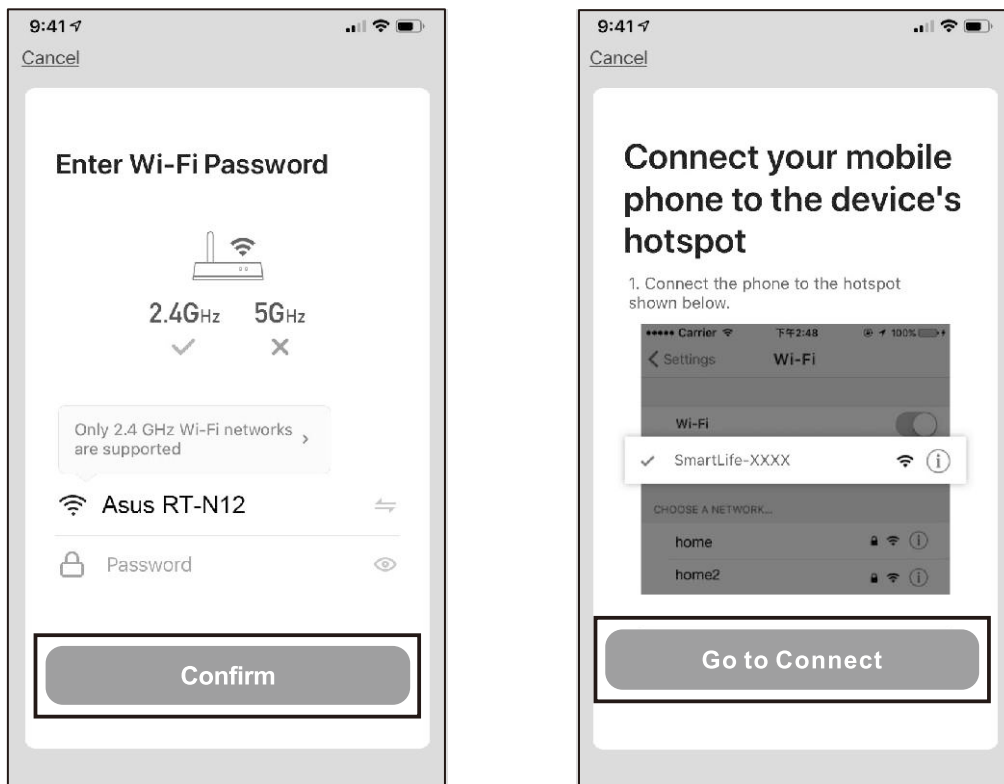 9:41
Cancel
Enter Wi-Fi Password
2.4GHz 5GHz
Only 2.4 GHz Wi-Fi networks
are supported
Asus RT-N12
Password
Confirm
9:41
Cancel
Connect your mobile
phone to the device's
hotspot
1. Connect the phone to the hotspot
shown below.
Carrier 下午2:48 100%
Settings Wi-Fi
Wi-Fi
SmartLife-XXXX
CHOOSE A NETWORK...
home
home2
Go to Connect